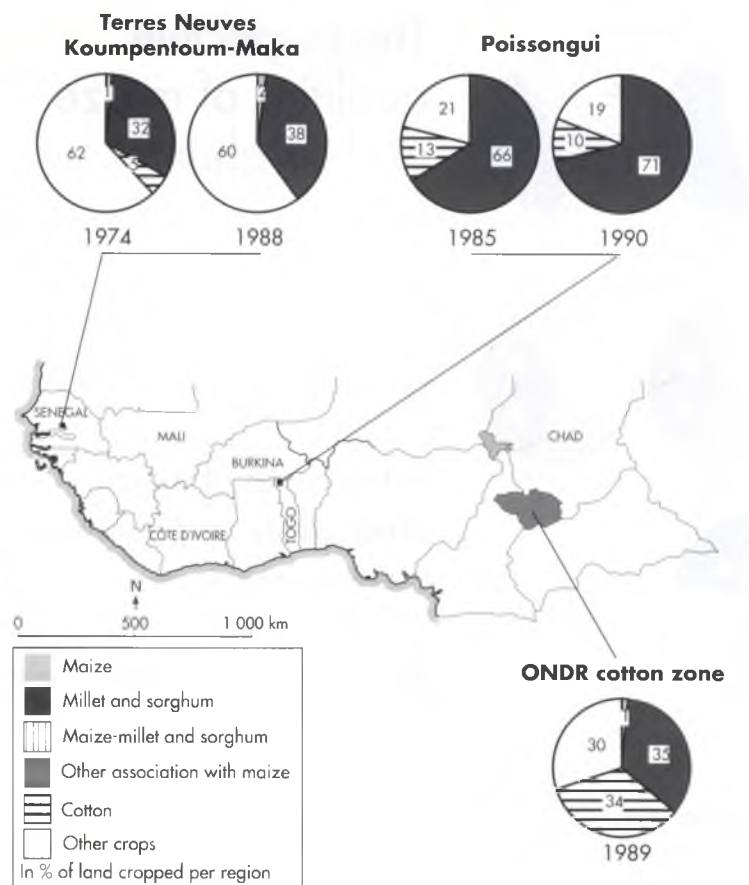 Terres Neuves
Koumpentoum-Maka
Poissongui
1
32
5
62
1974
2
38
60
1988
66
13
21
1985
71
10
19
1990
SENEGAL
MALI
BURKINA
CHAD
CÔTE D'IVOIRE
TOGO
N
0 500 1 000 km
Maize
Millet and sorghum
Maize-millet and sorghum
Other association with maize
Cotton
Other crops
In % of land cropped per region
ONDR cotton zone
1
35
34
30
1989